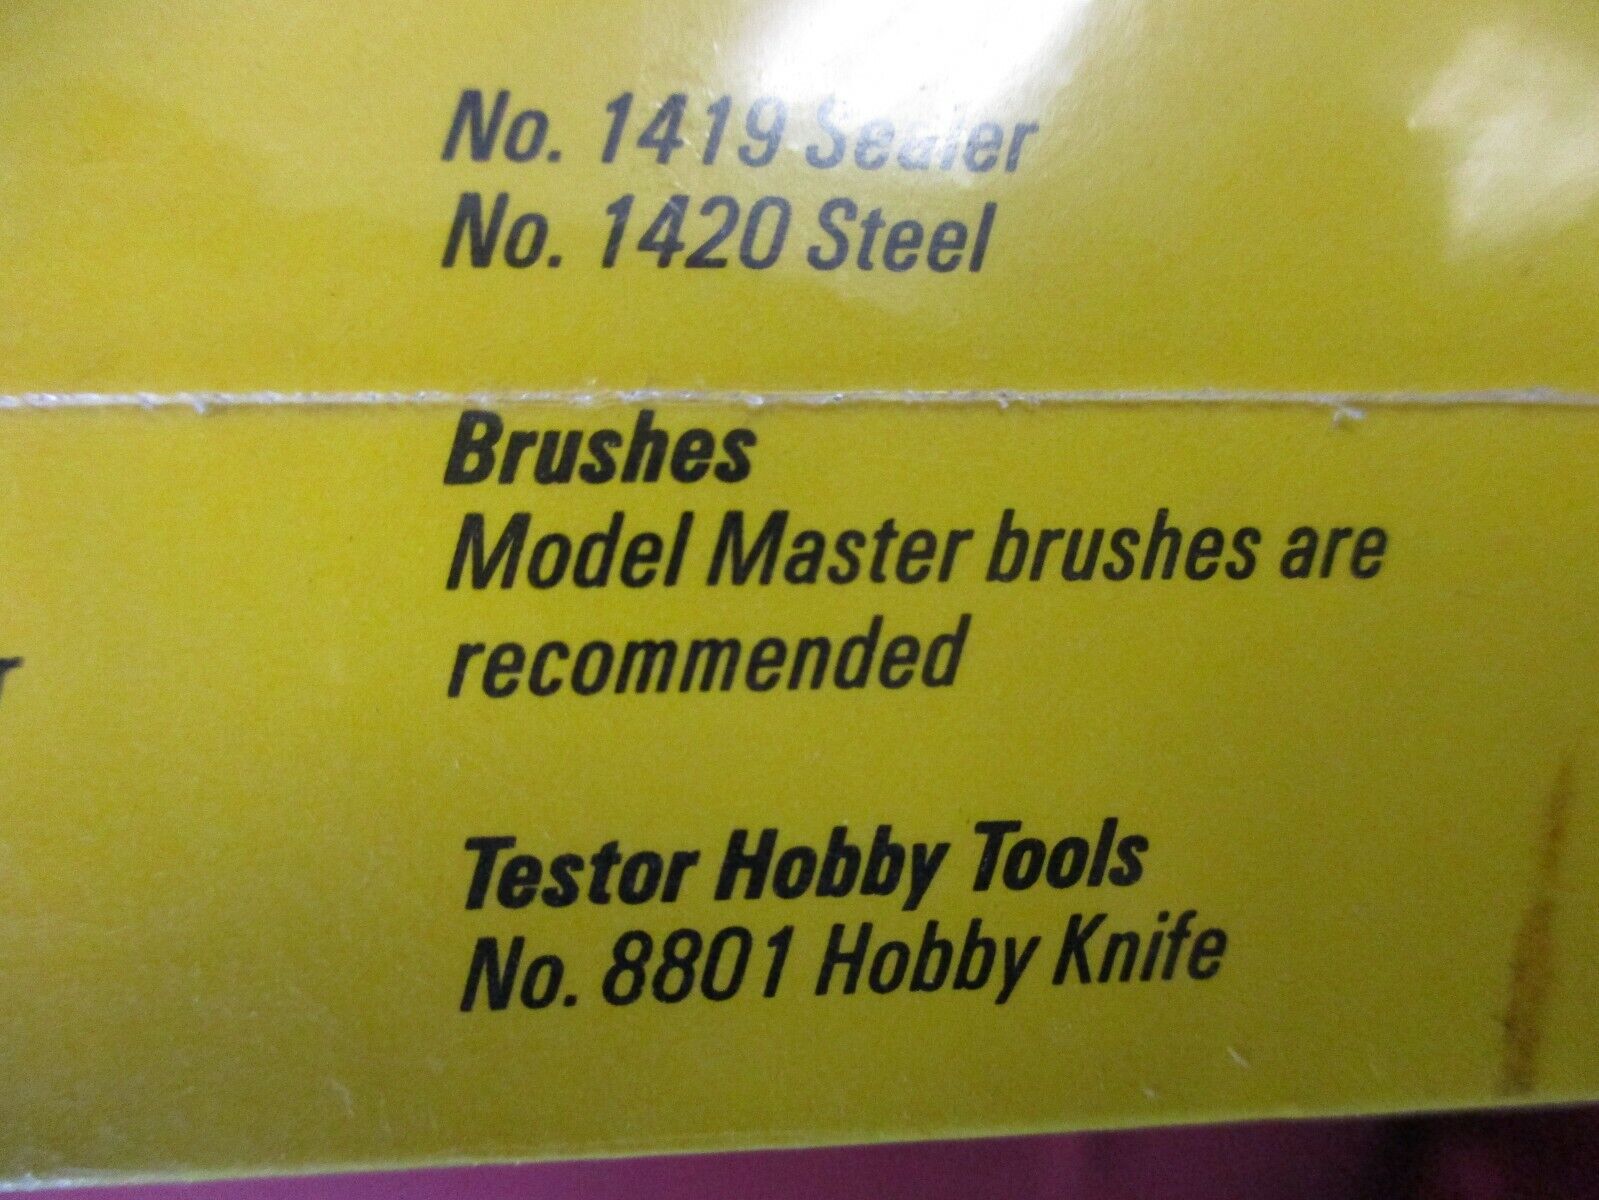 No. 1419 Sealer
No. 1420 Steel
Brushes
Model Master brushes are
recommended
Testor Hobby Tools
No. 8801 Hobby Knife